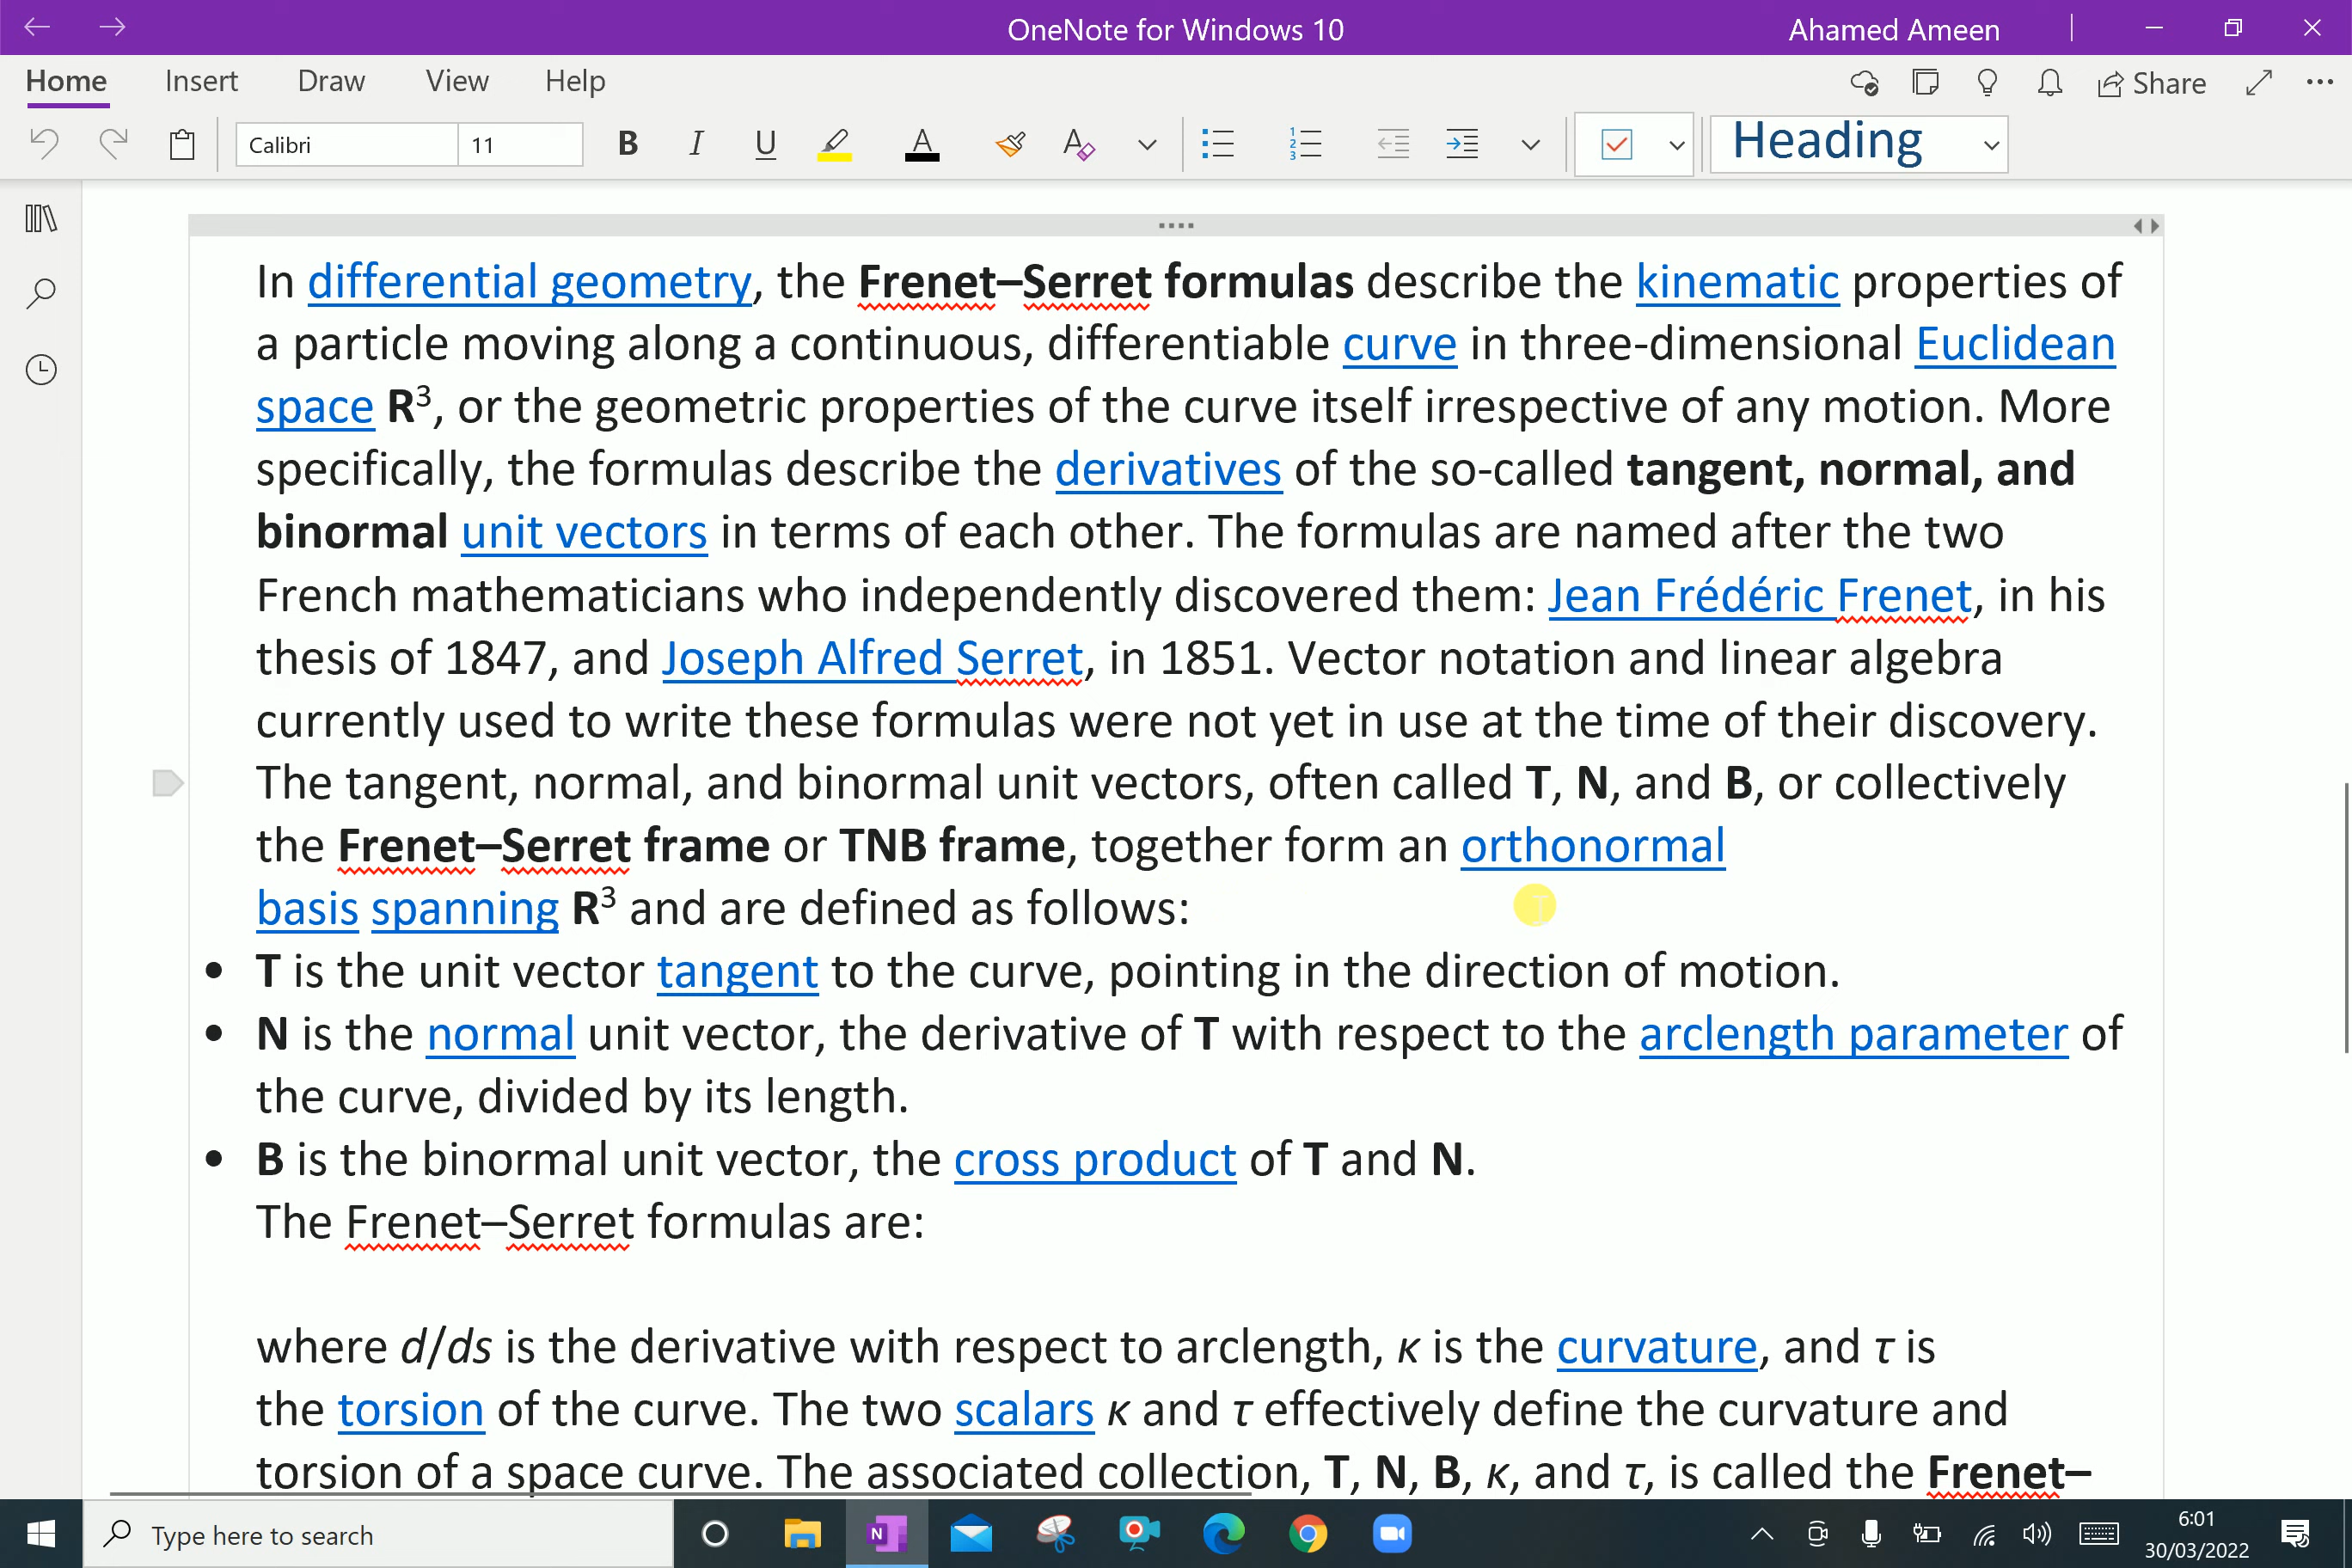 OneNote for Windows 10
Ahamed Ameen
Home Insert Draw View Help
Share
Calibri 11 B I U A A Heading
In differential geometry, the Frenet–Serret formulas describe the kinematic properties of
a particle moving along a continuous, differentiable curve in three-dimensional Euclidean
space R³, or the geometric properties of the curve itself irrespective of any motion. More
specifically, the formulas describe the derivatives of the so-called tangent, normal, and
binormal unit vectors in terms of each other. The formulas are named after the two
French mathematicians who independently discovered them: Jean Frédéric Frenet, in his
thesis of 1847, and Joseph Alfred Serret, in 1851. Vector notation and linear algebra
currently used to write these formulas were not yet in use at the time of their discovery.
The tangent, normal, and binormal unit vectors, often called T, N, and B, or collectively
the Frenet–Serret frame or TNB frame, together form an orthonormal
basis spanning R³ and are defined as follows:
• T is the unit vector tangent to the curve, pointing in the direction of motion.
• N is the normal unit vector, the derivative of T with respect to the arclength parameter of
the curve, divided by its length.
• B is the binormal unit vector, the cross product of T and N.
The Frenet–Serret formulas are:
where d/ds is the derivative with respect to arclength, κ is the curvature, and τ is
the torsion of the curve. The two scalars κ and τ effectively define the curvature and
torsion of a space curve. The associated collection, T, N, B, κ, and τ, is called the Frenet–
Type here to search
6:01
30/03/2022